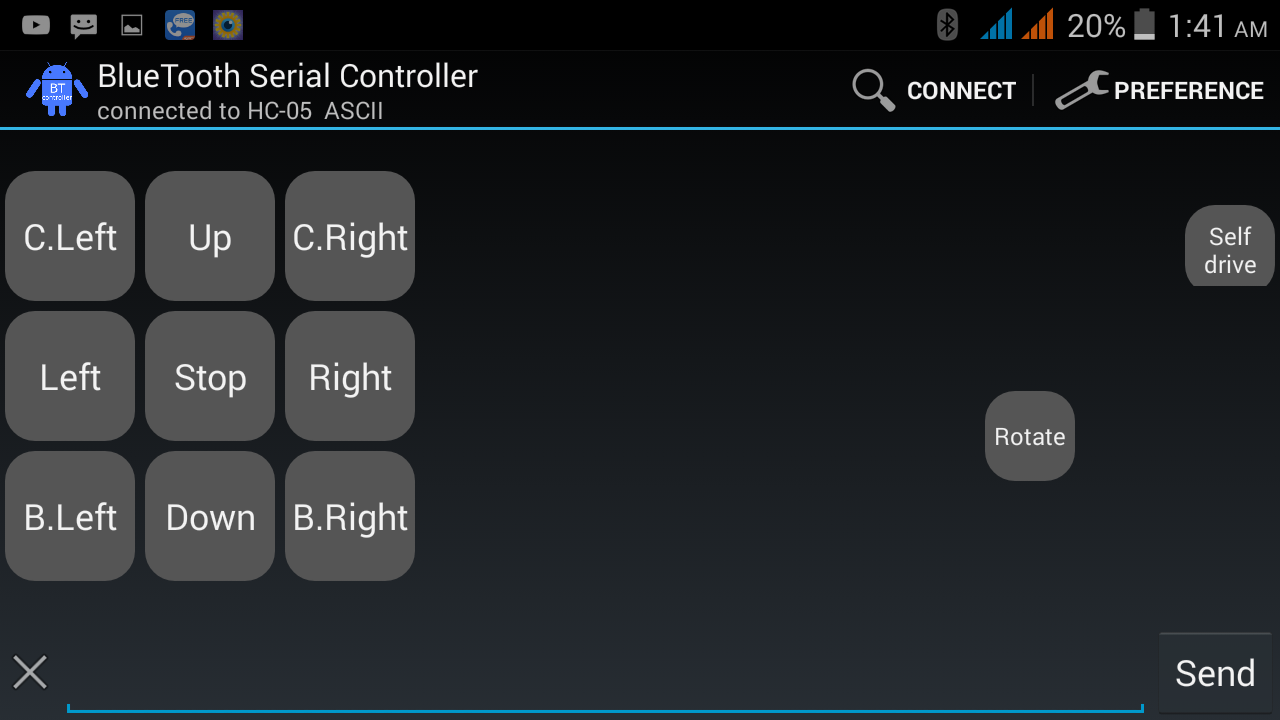 FREE
20% 1:41 AM
BT
controller
BlueTooth Serial Controller
connected to HC-05 ASCII
CONNECT
PREFERENCE
C.Left Up C.Right
Self
drive
Left Stop Right
Rotate
B.Left Down B.Right
Send